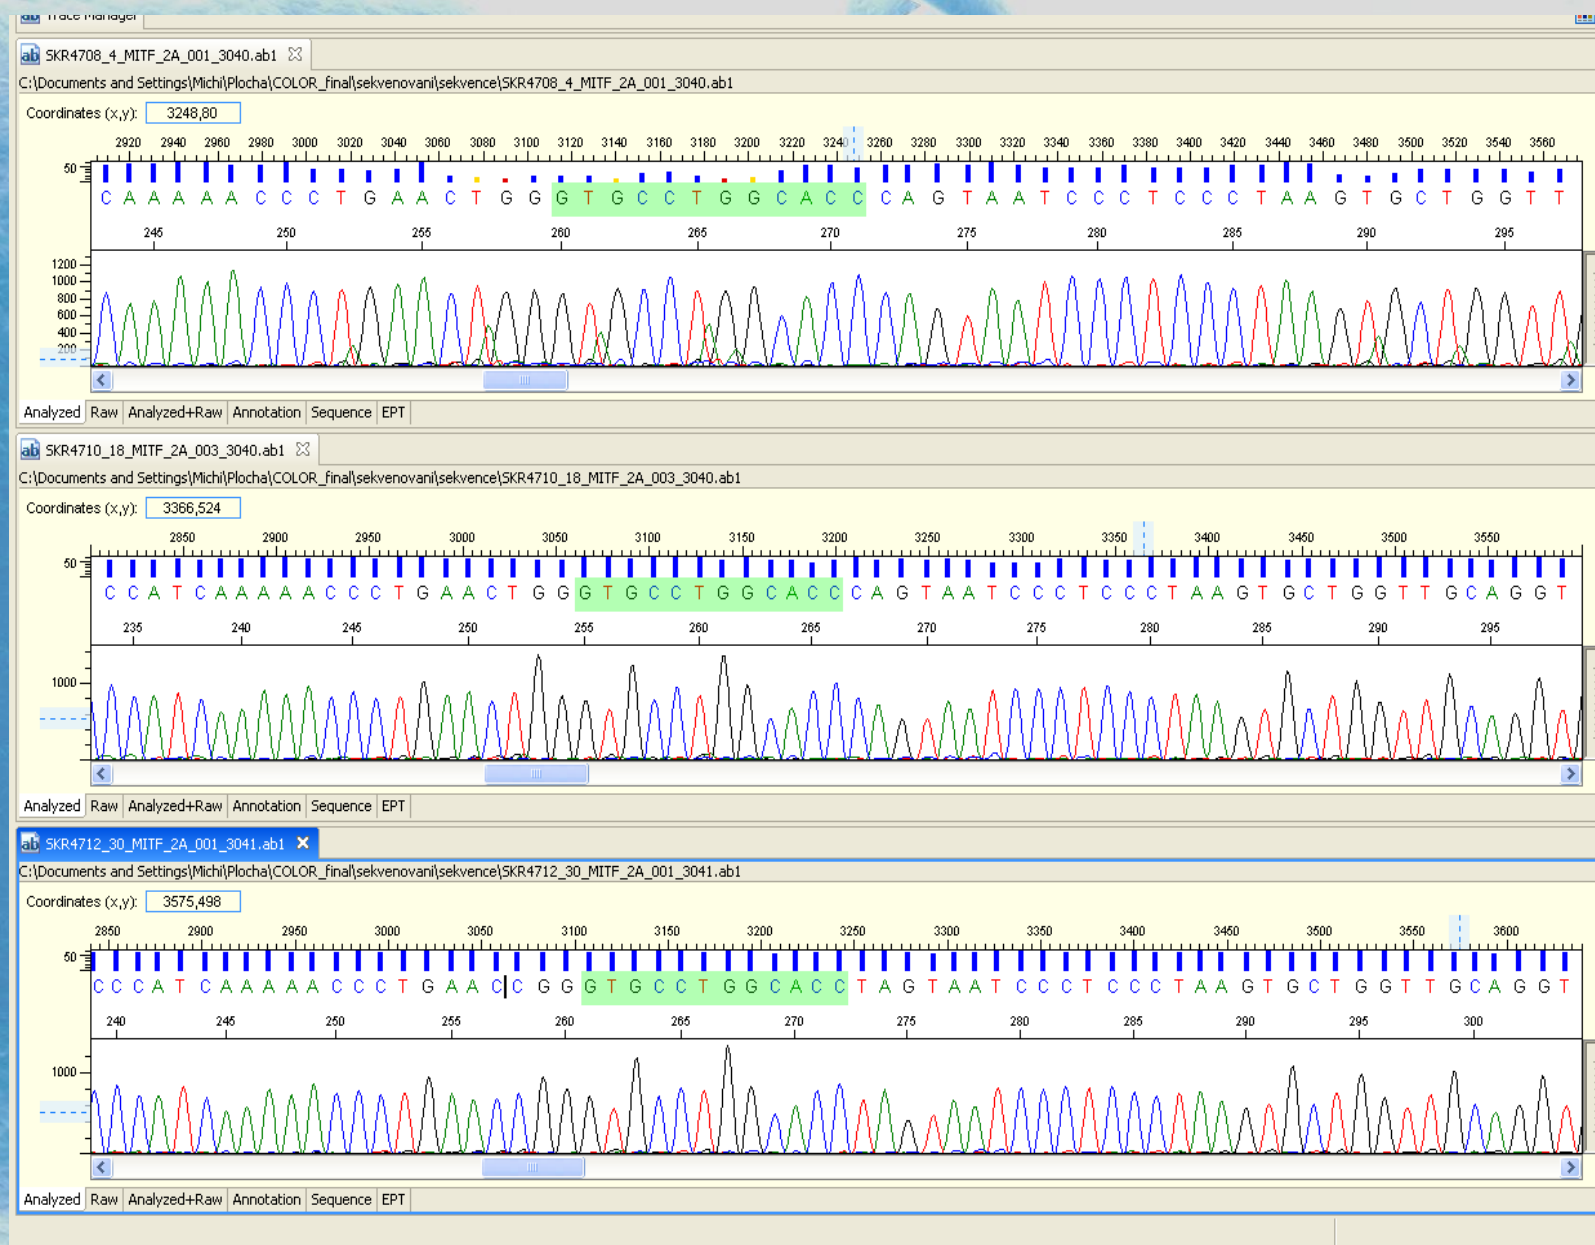 Trace Manager
SKR4708_4_MITF_2A_001_3040.ab1
C:\Documents and Settings\Michi\Plocha\COLOR_final\sekvenovani\sekvence\SKR4708_4_MITF_2A_001_3040.ab1
Coordinates (x,y): 3248,80
2920 2940 2960 2980 3000 3020 3040 3060 3080 3100 3120 3140 3160 3180 3200 3220 3240 3260 3280 3300 3320 3340 3360 3380 3400 3420 3440 3460 3480 3500 3520 3540 3560
50
C A A A A A C C C T G A A C T G G G T G C C T G G C A C C C A G T A A T C C C T C C C T A A G T G C T G G T T
245 250 255 260 265 270 275 280 285 290 295
1200
1000
800
600
400
200
Analyzed Raw Analyzed+Raw Annotation Sequence EPT
SKR4710_18_MITF_2A_003_3040.ab1
C:\Documents and Settings\Michi\Plocha\COLOR_final\sekvenovani\sekvence\SKR4710_18_MITF_2A_003_3040.ab1
Coordinates (x,y): 3366,524
2850 2900 2950 3000 3050 3100 3150 3200 3250 3300 3350 3400 3450 3500 3550
50
C C A T C A A A A A C C C T G A A C T G G G T G C C T G G C A C C C A G T A A T C C C T C C C T A A G T G C T G G T T G C A G G T
235 240 245 250 255 260 265 270 275 280 285 290 295
1000
Analyzed Raw Analyzed+Raw Annotation Sequence EPT
SKR4712_30_MITF_2A_001_3041.ab1
C:\Documents and Settings\Michi\Plocha\COLOR_final\sekvenovani\sekvence\SKR4712_30_MITF_2A_001_3041.ab1
Coordinates (x,y): 3575,498
2850 2900 2950 3000 3050 3100 3150 3200 3250 3300 3350 3400 3450 3500 3550 3600
50
C C C A T C A A A A A C C C T G A A C C G G G T G C C T G G C A C C T A G T A A T C C C T C C C T A A G T G C T G G T T G C A G G T
240 245 250 255 260 265 270 275 280 285 290 295 300
1000
Analyzed Raw Analyzed+Raw Annotation Sequence EPT